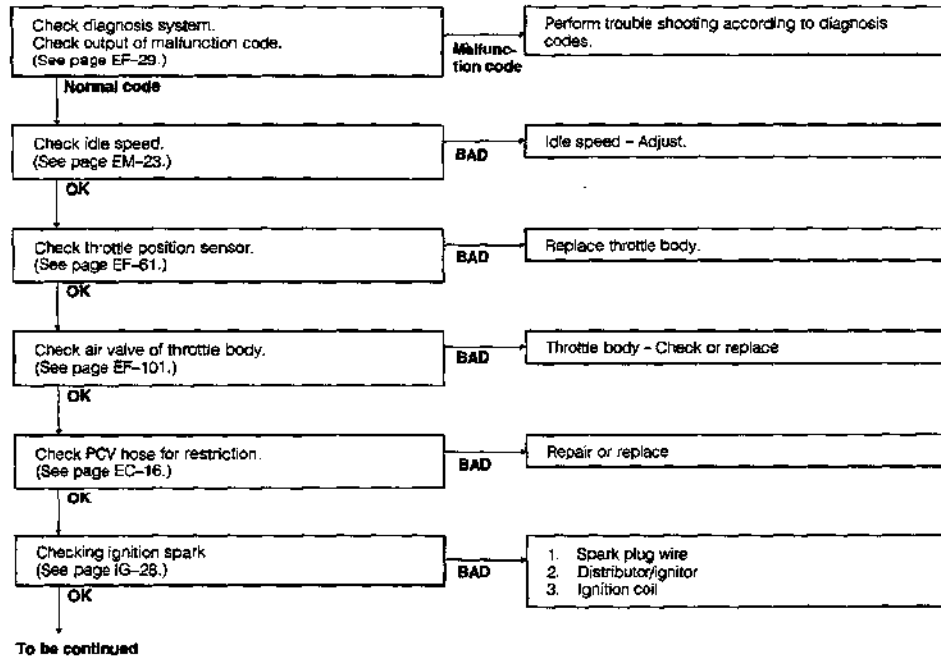 Check diagnosis system.
Check output of malfunction code.
(See page EF-29.)
Malfunc-
tion code
Perform trouble shooting according to diagnosis
codes.
Normal code
Check idle speed.
(See page EM-23.)
BAD
Idle speed - Adjust.
OK
Check throttle position sensor.
(See page EF-61.)
BAD
Replace throttle body.
OK
Check air valve of throttle body.
(See page EF-101.)
BAD
Throttle body - Check or replace
OK
Check PCV hose for restriction.
(See page EC-16.)
BAD
Repair or replace
OK
Checking ignition spark
(See page IG-28.)
BAD
1. Spark plug wire
2. Distributor/ignitor
3. Ignition coil
OK
To be continued